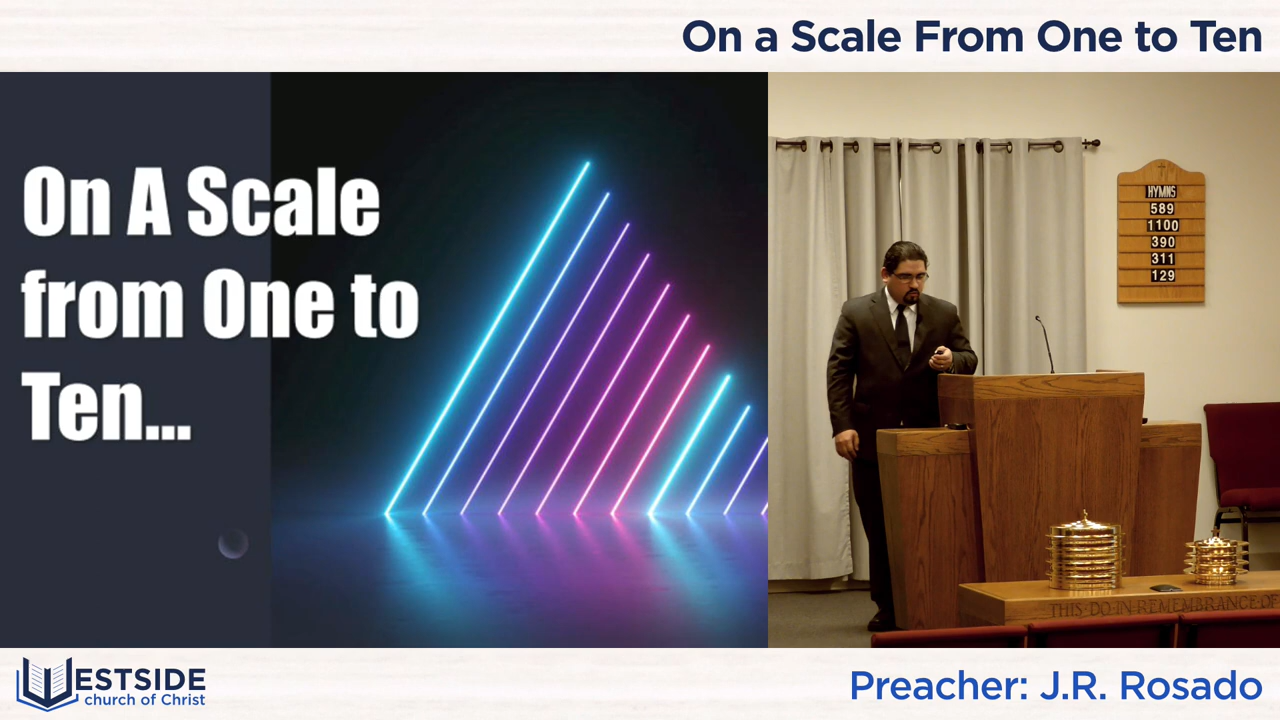 On a Scale From One to Ten
On A Scale
from One to
Ten...
HYMNS
589
1100
390
311
129
THIS DO IN REMEMBRANCE OF
WESTSIDE
church of Christ
Preacher: J.R. Rosado